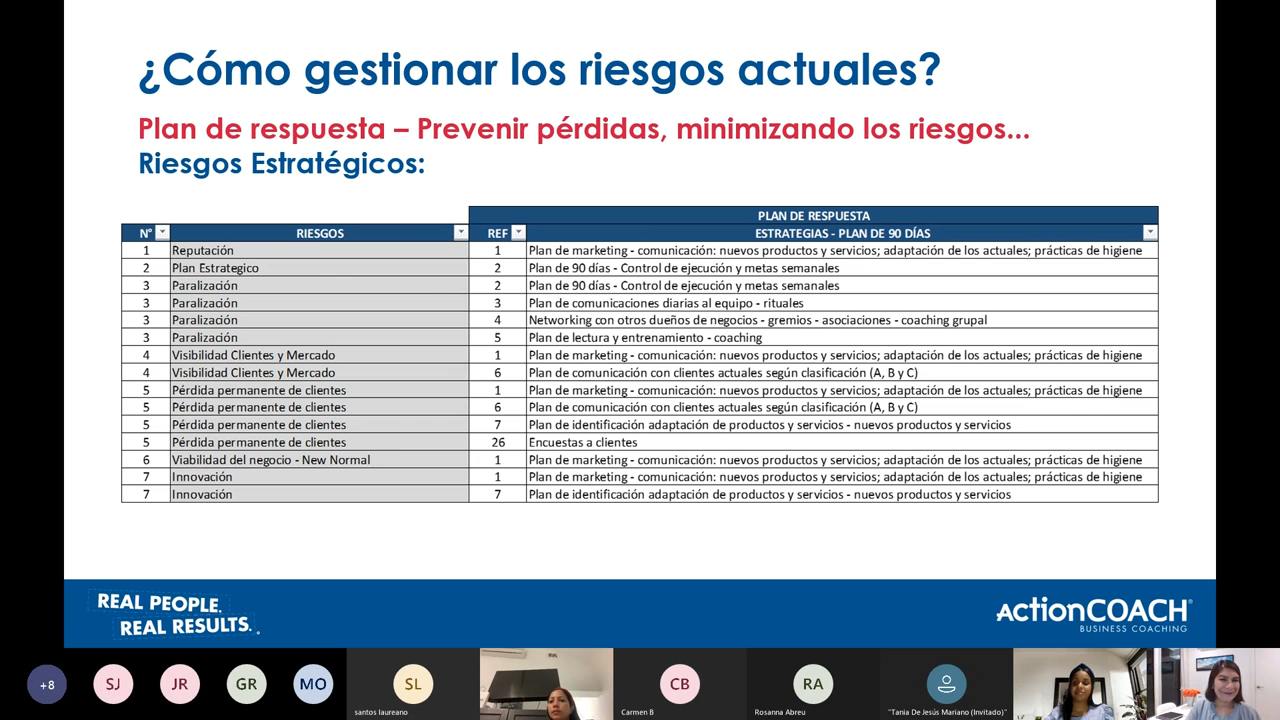 ¿Cómo gestionar los riesgos actuales?
Plan de respuesta – Prevenir pérdidas, minimizando los riesgos...
Riesgos Estratégicos:
PLAN DE RESPUESTA
N° RIESGOS REF ESTRATEGIAS - PLAN DE 90 DÍAS
1 Reputación 1 Plan de marketing - comunicación: nuevos productos y servicios; adaptación de los actuales; prácticas de higiene
2 Plan Estrategico 2 Plan de 90 días - Control de ejecución y metas semanales
3 Paralización 2 Plan de 90 días - Control de ejecución y metas semanales
3 Paralización 3 Plan de comunicaciones diarias al equipo - rituales
3 Paralización 4 Networking con otros dueños de negocios - gremios - asociaciones - coaching grupal
3 Paralización 5 Plan de lectura y entrenamiento - coaching
4 Visibilidad Clientes y Mercado 1 Plan de marketing - comunicación: nuevos productos y servicios; adaptación de los actuales; prácticas de higiene
4 Visibilidad Clientes y Mercado 6 Plan de comunicación con clientes actuales según clasificación (A, B y C)
5 Pérdida permanente de clientes 1 Plan de marketing - comunicación: nuevos productos y servicios; adaptación de los actuales; prácticas de higiene
5 Pérdida permanente de clientes 6 Plan de comunicación con clientes actuales según clasificación (A, B y C)
5 Pérdida permanente de clientes 7 Plan de identificación adaptación de productos y servicios - nuevos productos y servicios
5 Pérdida permanente de clientes 26 Encuestas a clientes
6 Viabilidad del negocio - New Normal 1 Plan de marketing - comunicación: nuevos productos y servicios; adaptación de los actuales; prácticas de higiene
7 Innovación 1 Plan de marketing - comunicación: nuevos productos y servicios; adaptación de los actuales; prácticas de higiene
7 Innovación 7 Plan de identificación adaptación de productos y servicios - nuevos productos y servicios
REAL PEOPLE.
REAL RESULTS.
ActionCOACH®
BUSINESS COACHING
+8 SJ JR GR MO SL CB RA
santos laureano Carmen B Rosanna Abreu "Tania De Jesús Mariano (Invitado)"